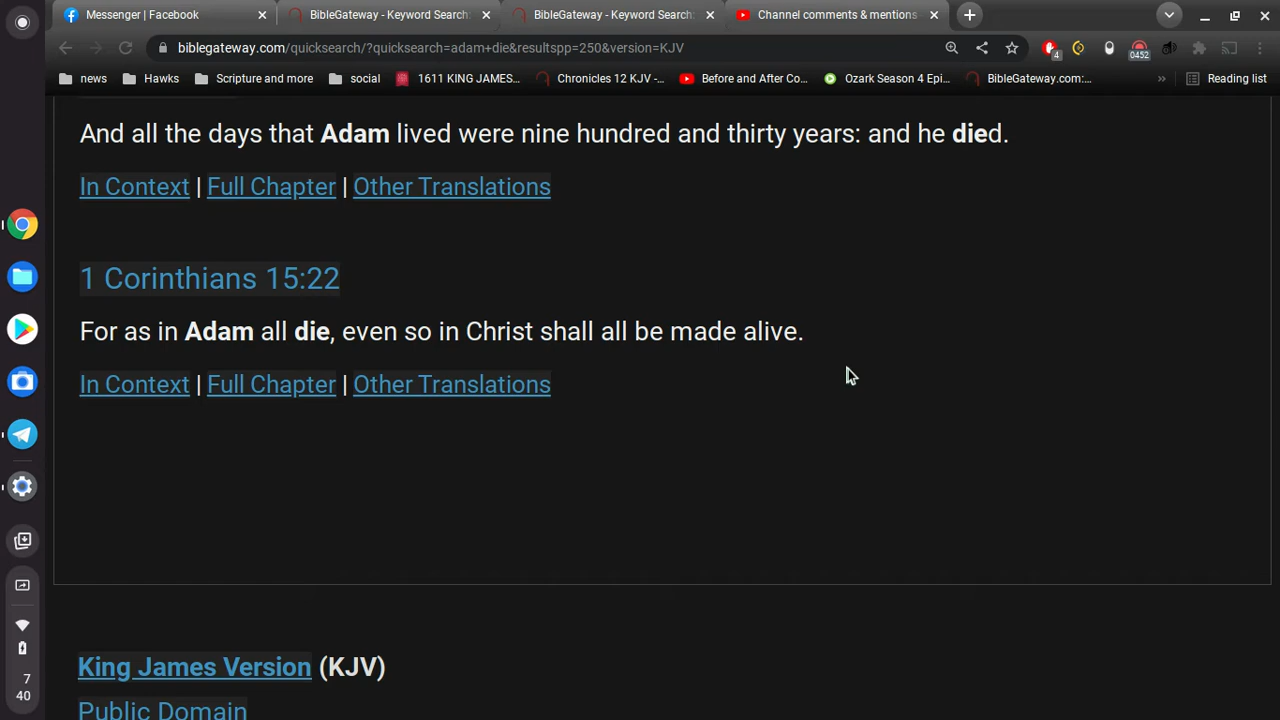 Messenger | Facebook
BibleGateway - Keyword Search:
BibleGateway - Keyword Search:
Channel comments & mentions
biblegateway.com/quicksearch/?quicksearch=adam+die&resultspp=250&version=KJV
4
0452
news
Hawks
Scripture and more
social
1611 KING JAMES...
Chronicles 12 KJV -...
Before and After Co...
Ozark Season 4 Epi...
BibleGateway.com:...
»
Reading list
And all the days that Adam lived were nine hundred and thirty years: and he died.
In Context | Full Chapter | Other Translations
1 Corinthians 15:22
For as in Adam all die, even so in Christ shall all be made alive.
In Context | Full Chapter | Other Translations
King James Version (KJV)
Public Domain
7
40